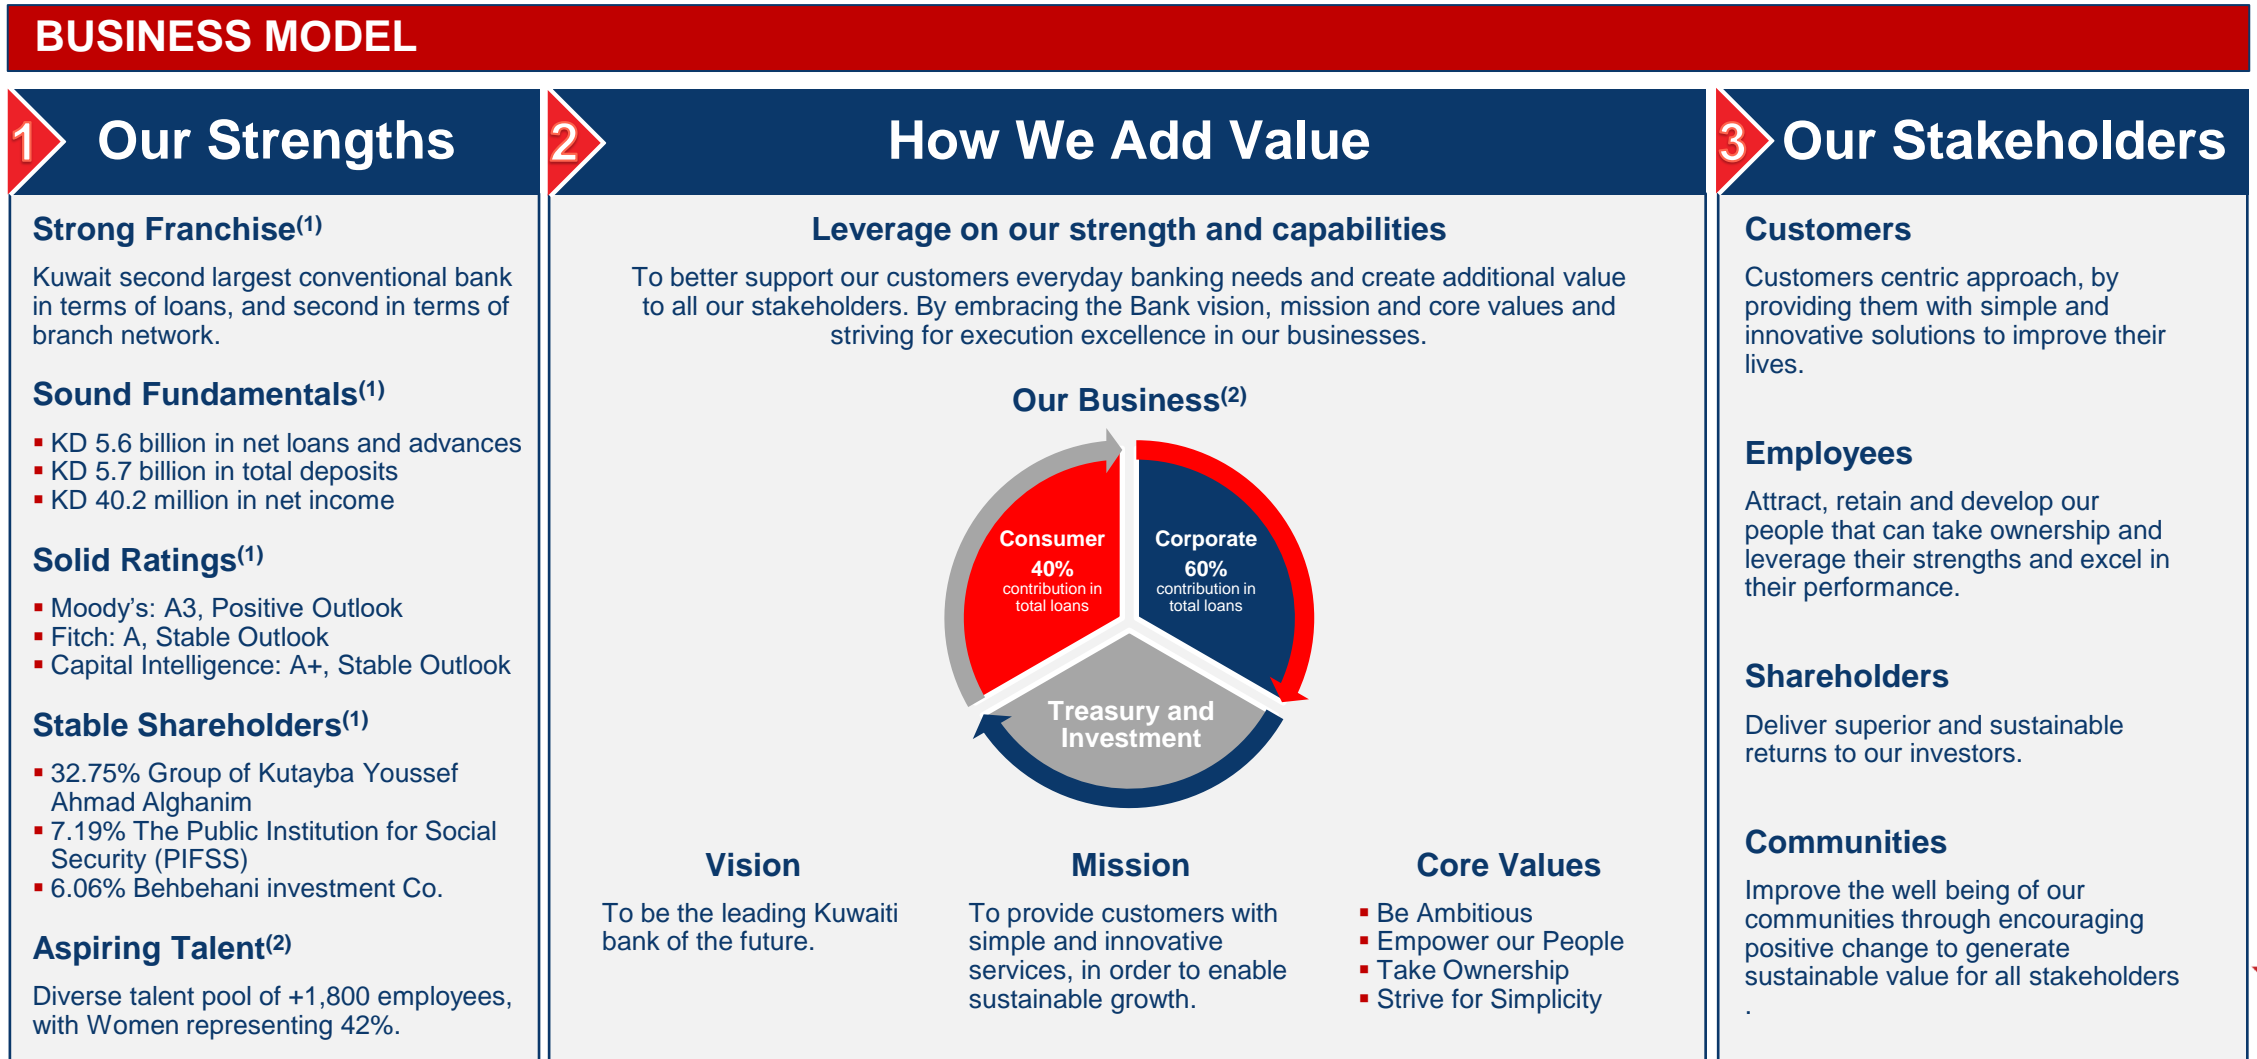 BUSINESS MODEL
1
Our Strengths
Strong Franchise(1)
Kuwait second largest conventional bank
in terms of loans, and second in terms of
branch network.
Sound Fundamentals(1)
▪ KD 5.6 billion in net loans and advances
▪ KD 5.7 billion in total deposits
▪ KD 40.2 million in net income
Solid Ratings(1)
▪ Moody’s: A3, Positive Outlook
▪ Fitch: A, Stable Outlook
▪ Capital Intelligence: A+, Stable Outlook
Stable Shareholders(1)
▪ 32.75% Group of Kutayba Youssef
Ahmad Alghanim
▪ 7.19% The Public Institution for Social
Security (PIFSS)
▪ 6.06% Behbehani investment Co.
Aspiring Talent(2)
Diverse talent pool of +1,800 employees,
with Women representing 42%.
2
How We Add Value
Leverage on our strength and capabilities
To better support our customers everyday banking needs and create additional value
to all our stakeholders. By embracing the Bank vision, mission and core values and
striving for execution excellence in our businesses.
Our Business(2)
Consumer
40%
contribution in
total loans
Corporate
60%
contribution in
total loans
Treasury and
Investment
Vision
To be the leading Kuwaiti
bank of the future.
Mission
To provide customers with
simple and innovative
services, in order to enable
sustainable growth.
Core Values
▪ Be Ambitious
▪ Empower our People
▪ Take Ownership
▪ Strive for Simplicity
3
Our Stakeholders
Customers
Customers centric approach, by
providing them with simple and
innovative solutions to improve their
lives.
Employees
Attract, retain and develop our
people that can take ownership and
leverage their strengths and excel in
their performance.
Shareholders
Deliver superior and sustainable
returns to our investors.
Communities
Improve the well being of our
communities through encouraging
positive change to generate
sustainable value for all stakeholders
.